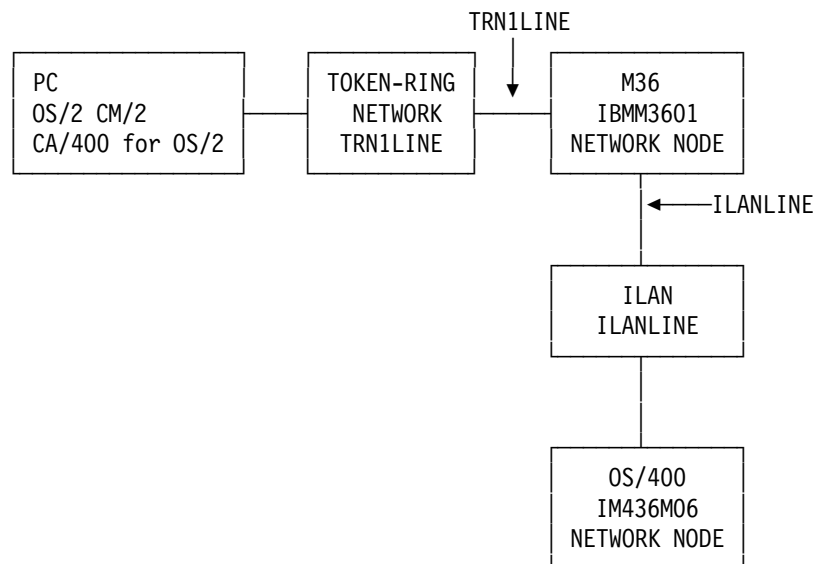 TRN1LINE
PC
OS/2 CM/2
CA/400 for OS/2
TOKEN-RING
NETWORK
TRN1LINE
M36
IBMM3601
NETWORK NODE
ILANLINE
ILAN
ILANLINE
OS/400
IM436M06
NETWORK NODE